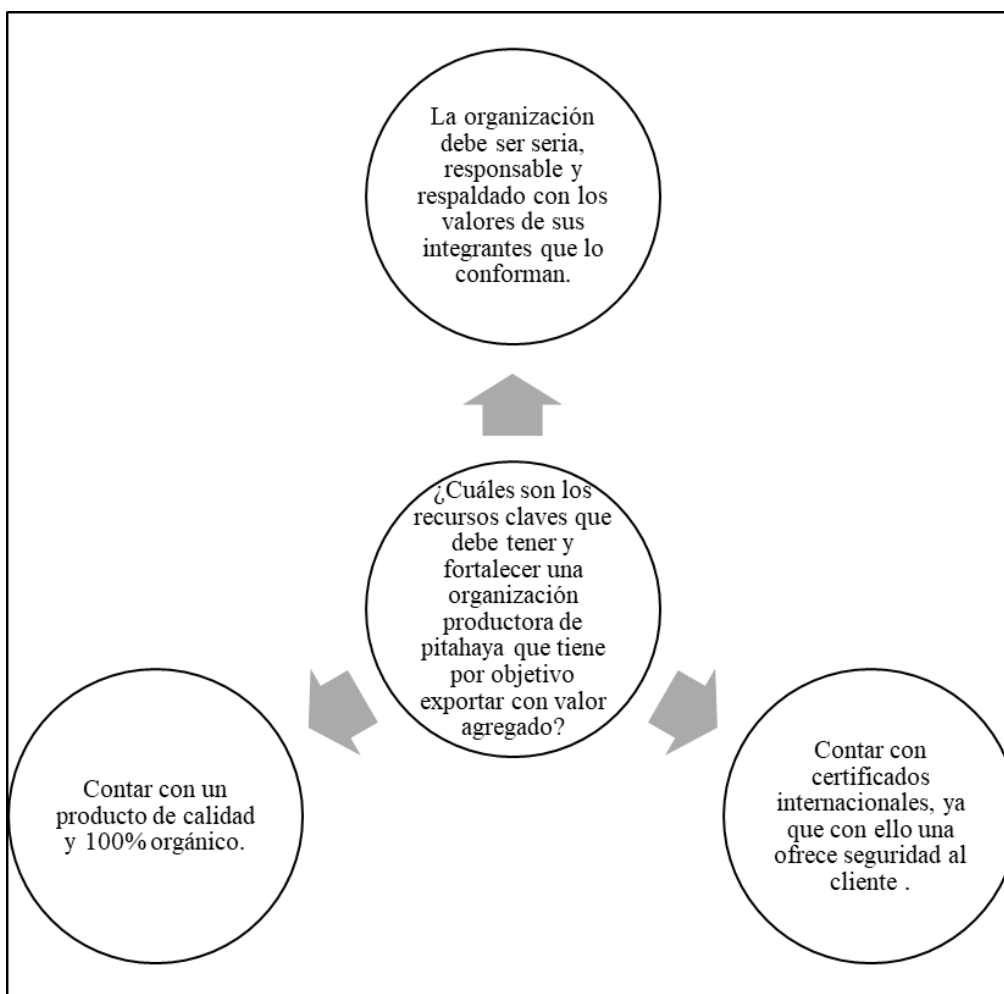 La organización
debe ser seria,
responsable y
respaldado con los
valores de sus
integrantes que lo
conforman.
¿Cuáles son los
recursos claves que
debe tener y
fortalecer una
organización
productora de
pitahaya que tiene
por objetivo
exportar con valor
agregado?
Contar con un
producto de calidad
y 100% orgánico.
Contar con
certificados
internacionales, ya
que con ello una
ofrece seguridad al
cliente .